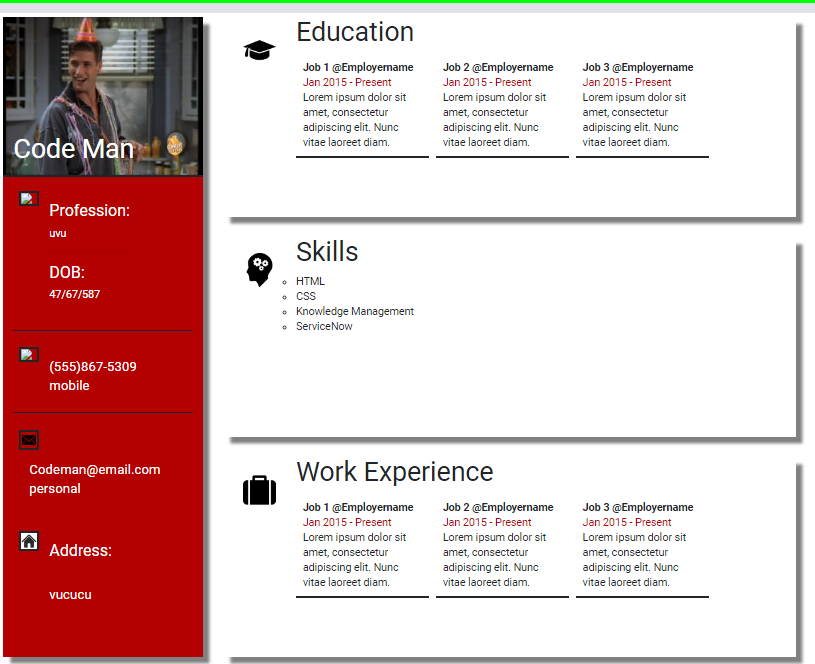 Code Man
Profession:
uvu
DOB:
47/67/587
(555)867-5309
mobile
Codeman@email.com
personal
Address:
vucucu
Education
Job 1 @Employername
Jan 2015 - Present
Lorem ipsum dolor sit
amet, consectetur
adipiscing elit. Nunc
vitae laoreet diam.
Job 2 @Employername
Jan 2015 - Present
Lorem ipsum dolor sit
amet, consectetur
adipiscing elit. Nunc
vitae laoreet diam.
Job 3 @Employername
Jan 2015 - Present
Lorem ipsum dolor sit
amet, consectetur
adipiscing elit. Nunc
vitae laoreet diam.
Skills
HTML
CSS
Knowledge Management
ServiceNow
Work Experience
Job 1 @Employername
Jan 2015 - Present
Lorem ipsum dolor sit
amet, consectetur
adipiscing elit. Nunc
vitae laoreet diam.
Job 2 @Employername
Jan 2015 - Present
Lorem ipsum dolor sit
amet, consectetur
adipiscing elit. Nunc
vitae laoreet diam.
Job 3 @Employername
Jan 2015 - Present
Lorem ipsum dolor sit
amet, consectetur
adipiscing elit. Nunc
vitae laoreet diam.